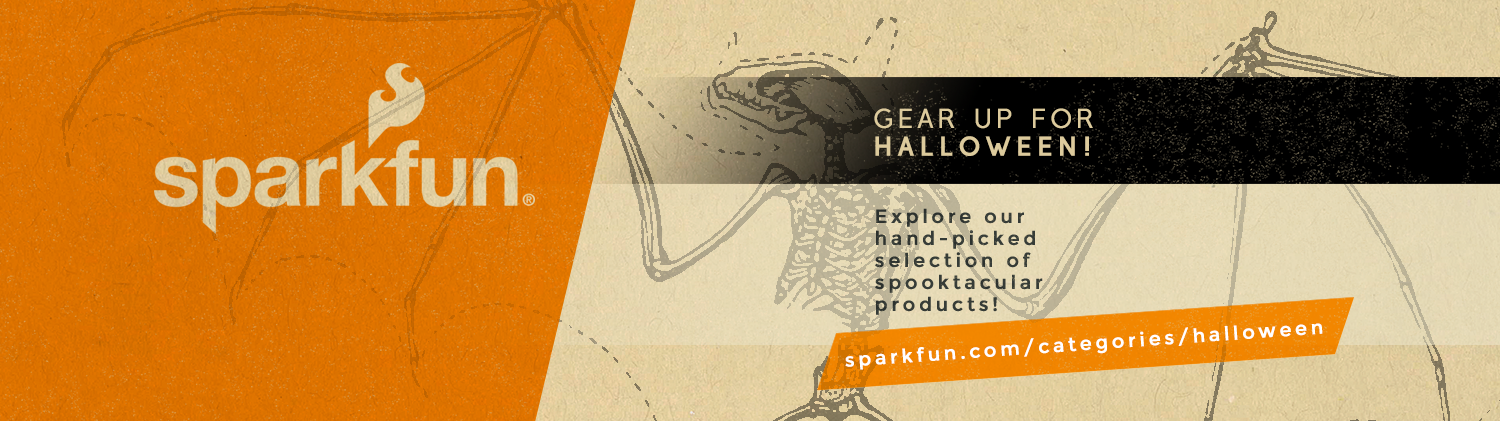 sparkfun®
GEAR UP FOR
HALLOWEEN!
Explore our
hand-picked
selection of
spooktacular
products!
sparkfun.com/categories/halloween